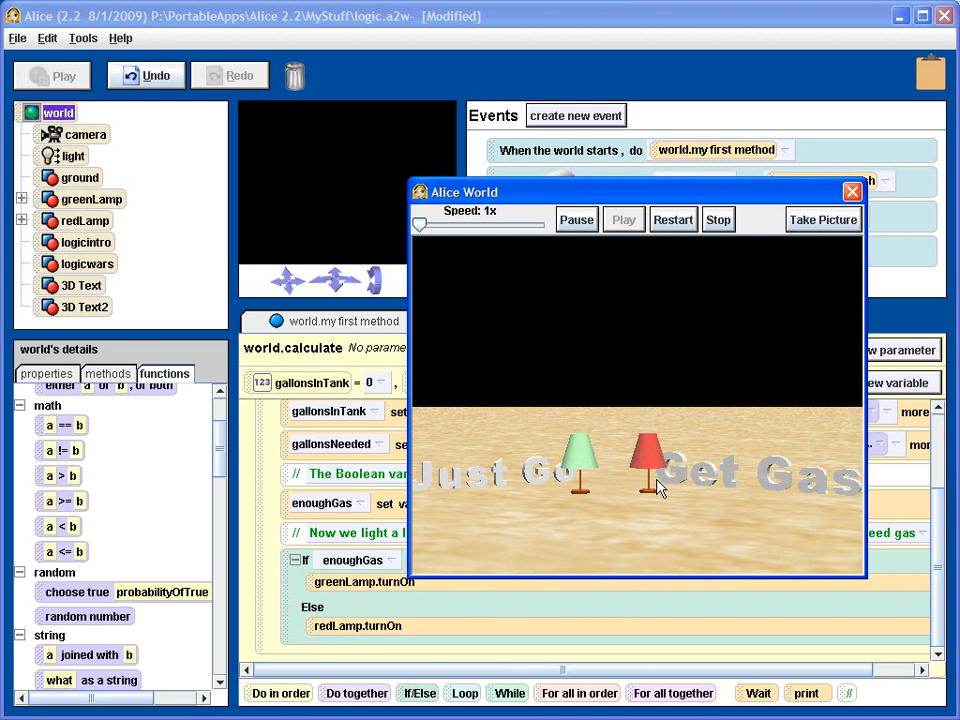 Alice (2.2 8/1/2009) P:\PortableApps\Alice 2.2\MyStuff\logic.a2w- [Modified]
File Edit Tools Help
Play Undo Redo
world
camera
light
ground
greenLamp
redLamp
logicintro
logicwars
3D Text
3D Text2
Events create new event
When the world starts , do world.my first method
Alice World
Speed: 1x
Pause Play Restart Stop Take Picture
Just Go Get Gas
world's details
properties methods functions
either a or b , or both
math
a == b
a != b
a > b
a >= b
a < b
a <= b
random
choose true probabilityOfTrue
random number
string
a joined with b
what as a string
world.my first method
world.calculate No parame
w parameter
123 gallonsInTank = 0 ,
ew variable
gallonsInTank set
more
gallonsNeeded se
mor
// The Boolean var
enoughGas set va
// Now we light a l
eed gas
If enoughGas
greenLamp.turnOn
Else
redLamp.turnOn
Do in order Do together If/Else Loop While For all in order For all together Wait print //